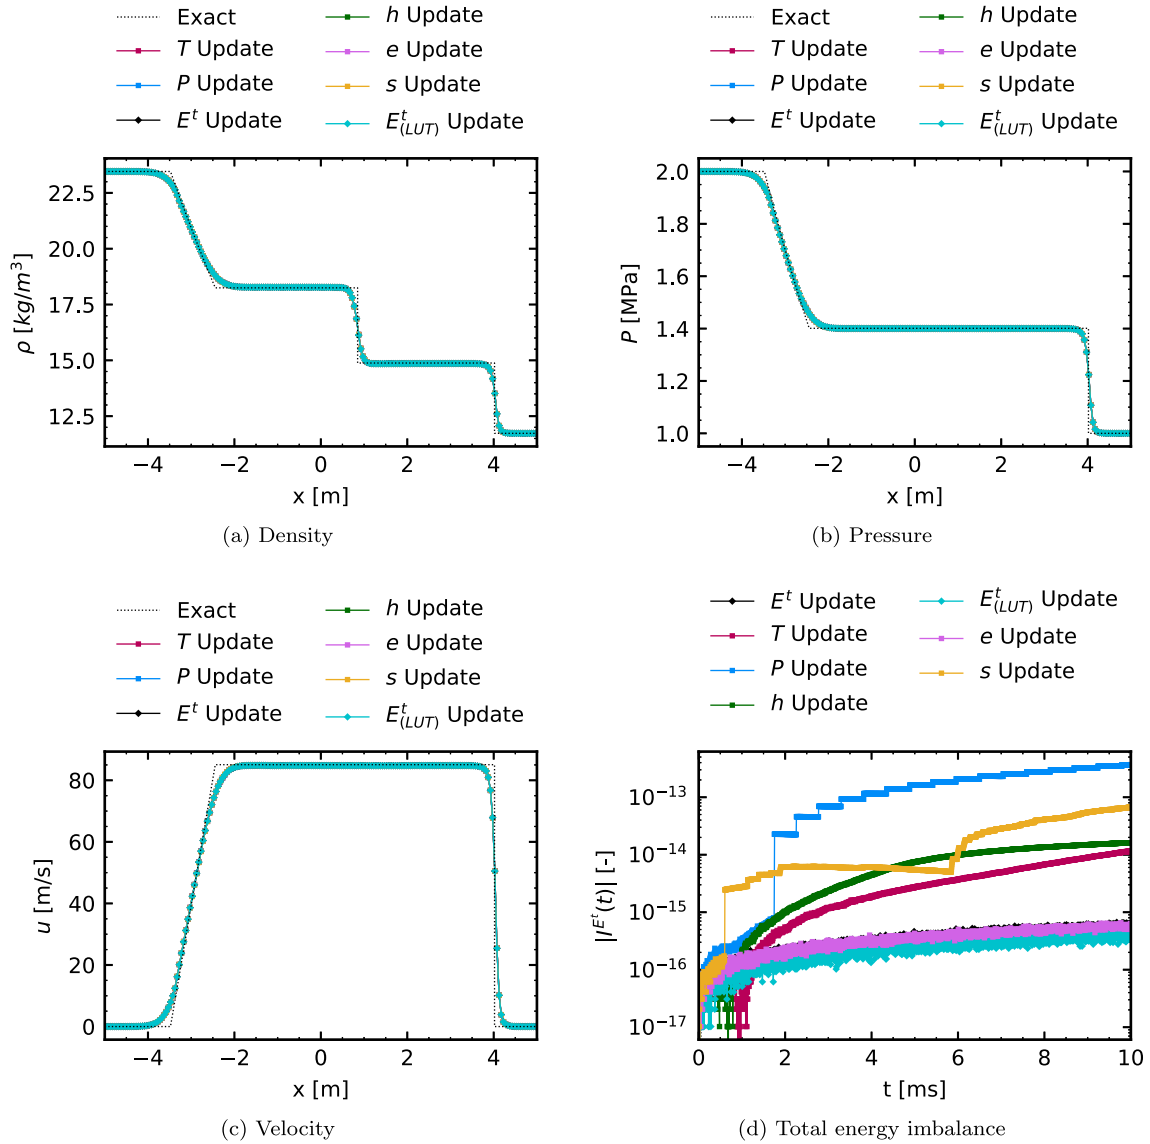 Exact
T Update
P Update
E^t Update
h Update
e Update
s Update
E^t_(LUT) Update
22.5
20.0
17.5
15.0
12.5
ρ [kg/m³]
−4 −2 0 2 4
x [m]
(a) Density
Exact
T Update
P Update
E^t Update
h Update
e Update
s Update
E^t_(LUT) Update
2.0
1.8
1.6
1.4
1.2
1.0
P [MPa]
−4 −2 0 2 4
x [m]
(b) Pressure
Exact
T Update
P Update
E^t Update
h Update
e Update
s Update
E^t_(LUT) Update
80
60
40
20
0
u [m/s]
−4 −2 0 2 4
x [m]
(c) Velocity
E^t Update
T Update
P Update
h Update
E^t_(LUT) Update
e Update
s Update
10^−13
10^−14
10^−15
10^−16
10^−17
|I^{E^t}(t)| [-]
0 2 4 6 8 10
t [ms]
(d) Total energy imbalance